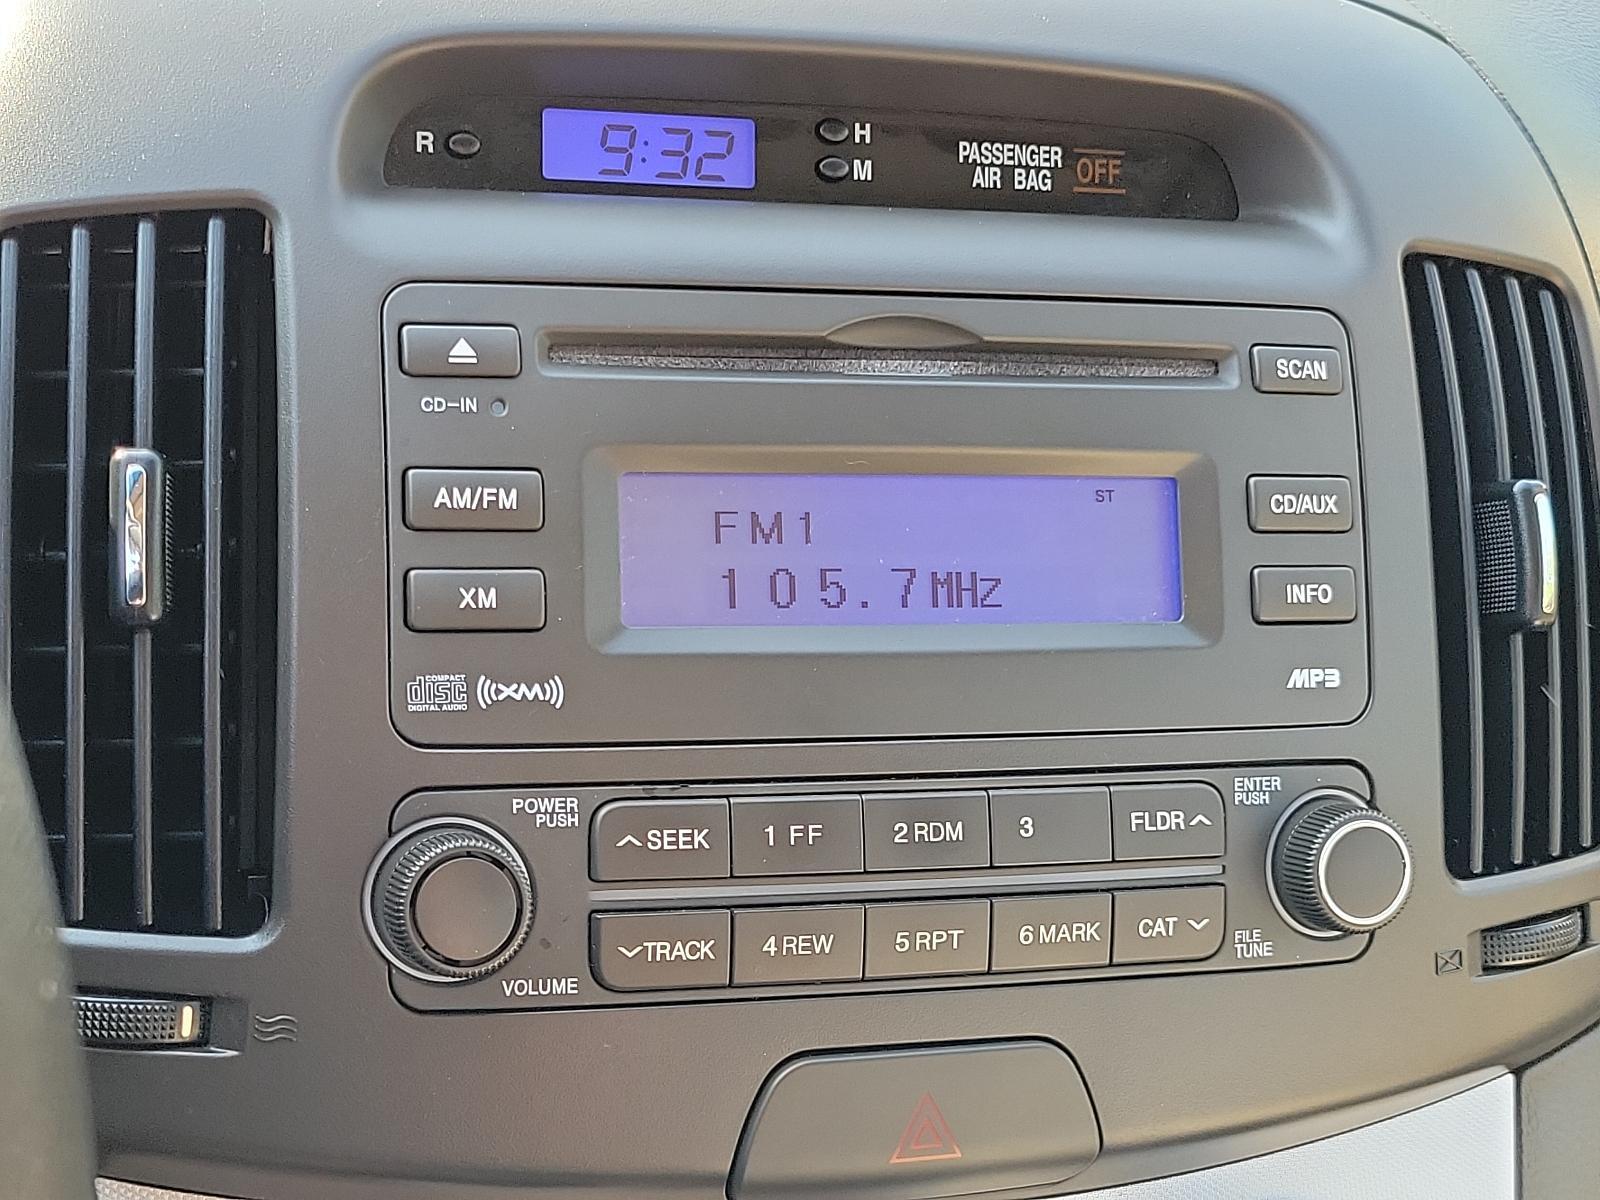 R
9:32
H
M
PASSENGER
AIR BAG
OFF
SCAN
CD-IN
AM/FM
ST
FM1
CD/AUX
XM
105.7MHz
INFO
COMPACT
disc
DIGITAL AUDIO
((XM))
MP3
POWER
PUSH
SEEK
1 FF
2 RDM
3
FLDR
ENTER
PUSH
TRACK
4 REW
5 RPT
6 MARK
CAT
VOLUME
FILE
TUNE